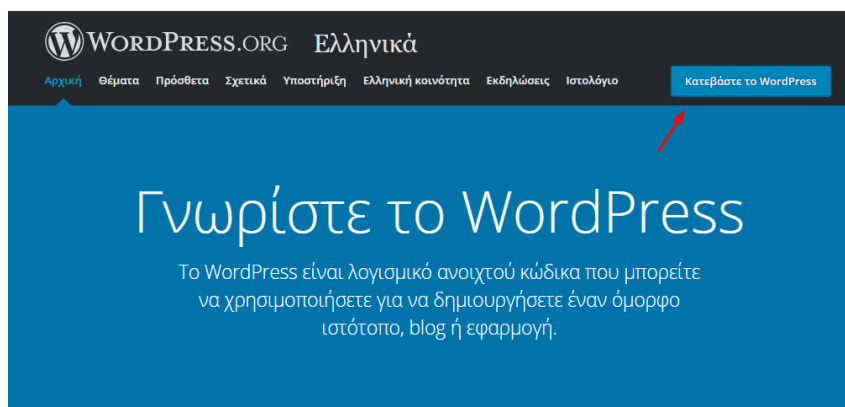 WORDPRESS.ORG Ελληνικά
Αρχική Θέματα Πρόσθετα Σχετικά Υποστήριξη Ελληνική κοινότητα Εκδηλώσεις Ιστολόγιο Κατεβάστε το WordPress
Γνωρίστε το WordPress
Το WordPress είναι λογισμικό ανοιχτού κώδικα που μπορείτε
να χρησιμοποιήσετε για να δημιουργήσετε έναν όμορφο
ιστότοπο, blog ή εφαρμογή.